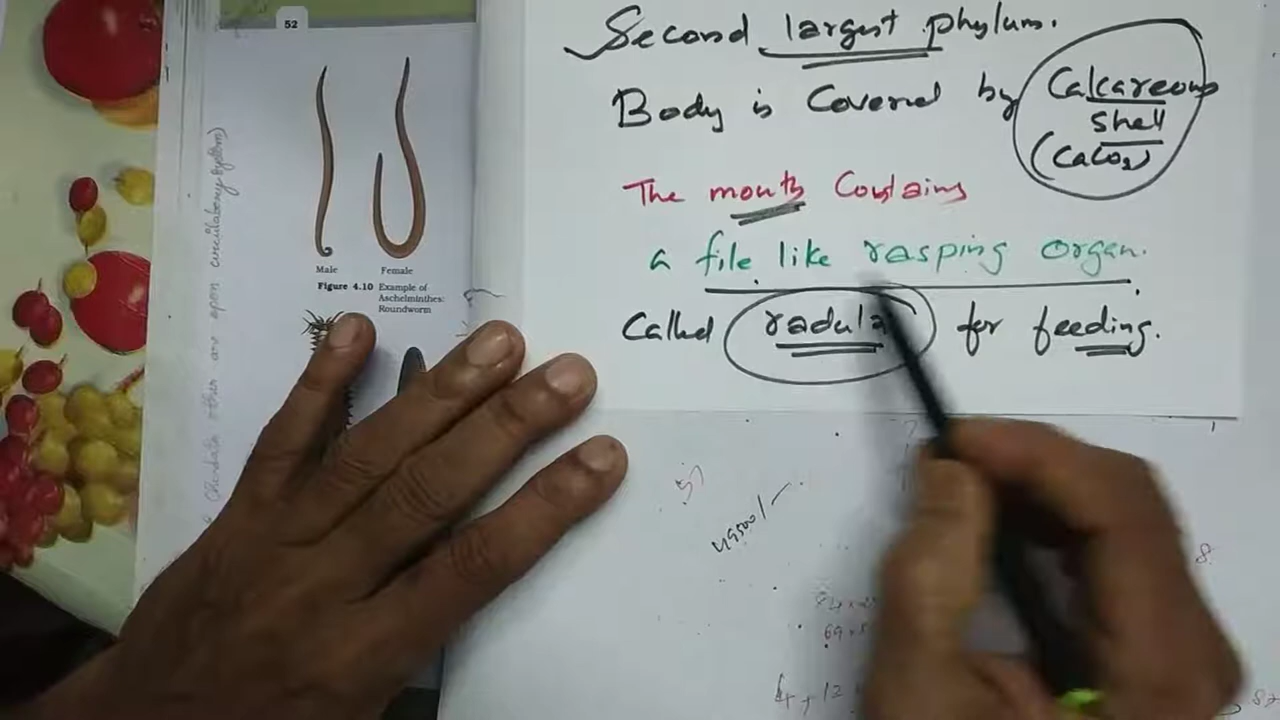 52
Male Female
Figure 4.10 Example of
Aschelminthes:
Roundworm
Second largest phylum.
Body is Covered by Calcareous
shell
(CaCo3)
The mouth Contains
a file like rasping organ.
Called radula for feeding.
49500/-